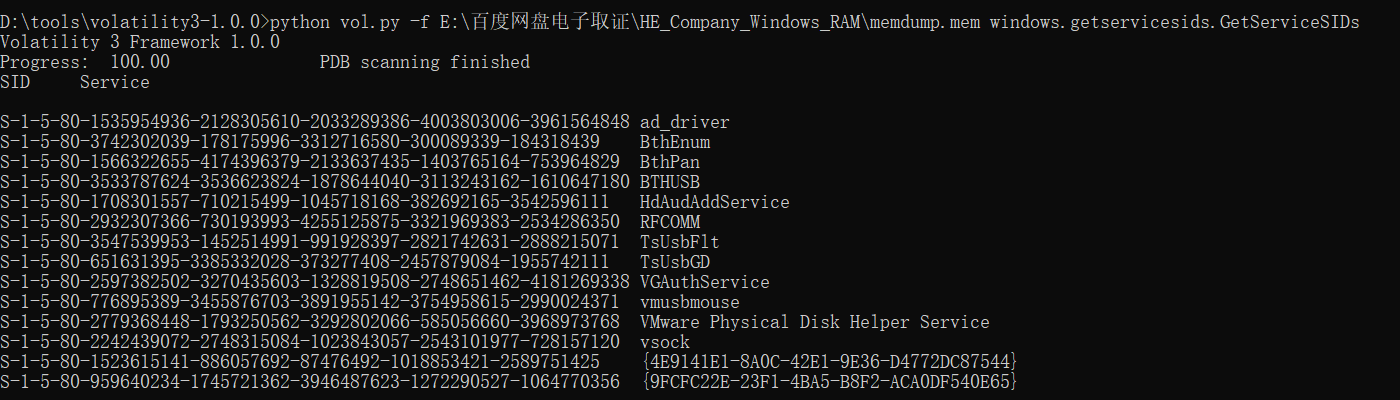 D:\tools\volatility3-1.0.0>python vol.py -f E:\百度网盘电子取证\HE_Company_Windows_RAM\memdump.mem windows.getservicesids.GetServiceSIDs
Volatility 3 Framework 1.0.0
Progress:  100.00               PDB scanning finished
SID     Service
S-1-5-80-1535954936-2128305610-2033289386-4003803006-3961564848 ad_driver
S-1-5-80-3742302039-178175996-3312716580-300089339-184318439    BthEnum
S-1-5-80-1566322655-4174396379-2133637435-1403765164-753964829  BthPan
S-1-5-80-3533787624-3536623824-1878644040-3113243162-1610647180 BTHUSB
S-1-5-80-1708301557-710215499-1045718168-382692165-3542596111   HdAudAddService
S-1-5-80-2932307366-730193993-4255125875-3321969383-2534286350  RFCOMM
S-1-5-80-3547539953-1452514991-991928397-2821742631-2888215071  TsUsbFlt
S-1-5-80-651631395-3385332028-373277408-2457879084-1955742111   TsUsbGD
S-1-5-80-2597382502-3270435603-1328819508-2748651462-4181269338 VGAuthService
S-1-5-80-776895389-3455876703-3891955142-3754958615-2990024371  vmusbmouse
S-1-5-80-2779368448-1793250562-3292802066-585056660-3968973768  VMware Physical Disk Helper Service
S-1-5-80-2242439072-2748315084-1023843057-2543101977-728157120  vsock
S-1-5-80-1523615141-886057692-87476492-1018853421-2589751425    {4E9141E1-8A0C-42E1-9E36-D4772DC87544}
S-1-5-80-959640234-1745721362-3946487623-1272290527-1064770356  {9FCFC22E-23F1-4BA5-B8F2-ACA0DF540E65}